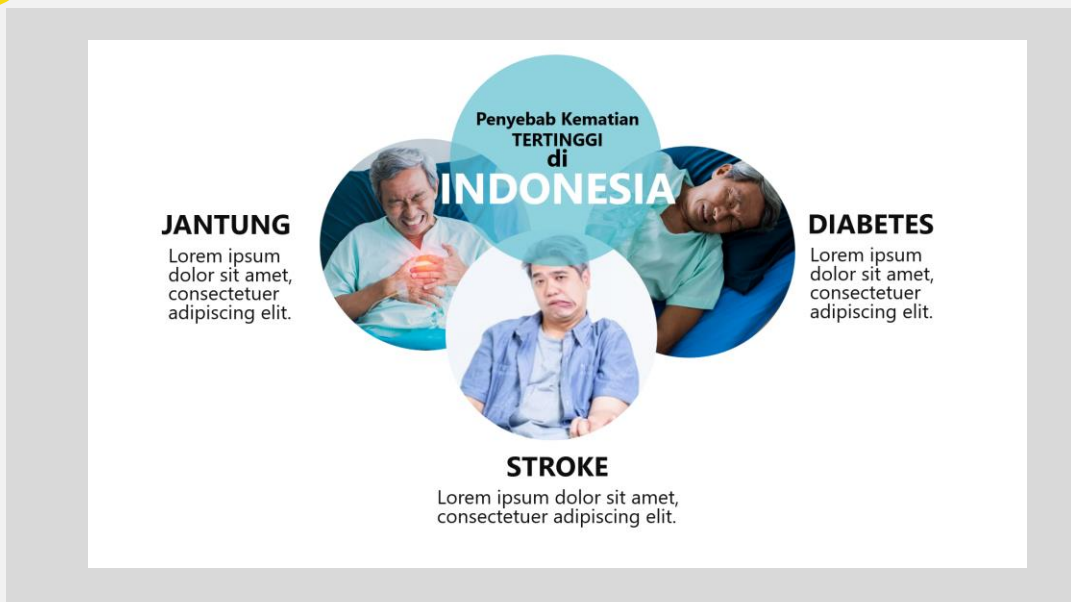 Penyebab Kematian
TERTINGGI
di
INDONESIA
JANTUNG
Lorem ipsum
dolor sit amet,
consectetuer
adipiscing elit.
DIABETES
Lorem ipsum
dolor sit amet,
consectetuer
adipiscing elit.
STROKE
Lorem ipsum dolor sit amet,
consectetuer adipiscing elit.